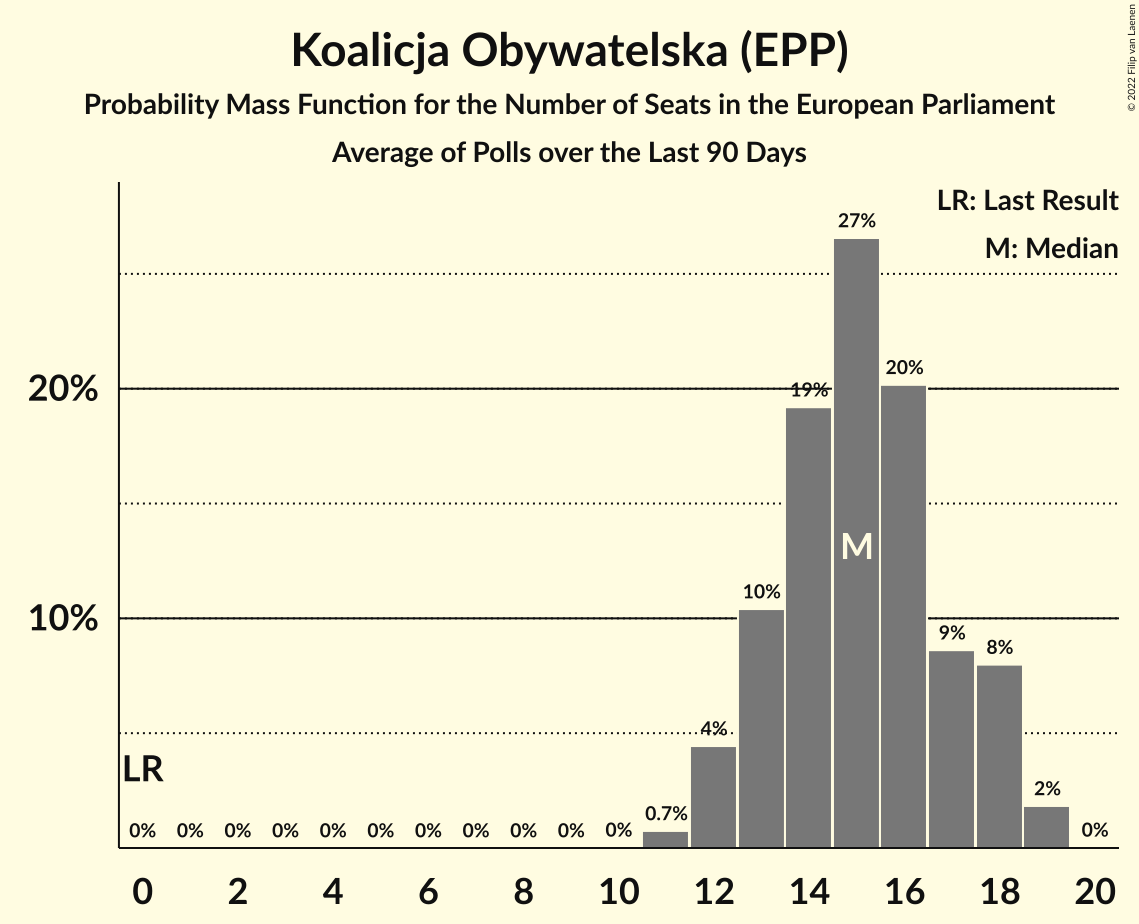 Koalicja Obywatelska (EPP)
Probability Mass Function for the Number of Seats in the European Parliament
Average of Polls over the Last 90 Days
© 2022 Filip van Laenen
LR: Last Result
M: Median
27%
20%
19%
20%
M
10%
10%
9%
8%
4%
LR
2%
0.7%
0% 0% 0% 0% 0% 0% 0% 0% 0% 0% 0% 0%
0 2 4 6 8 10 12 14 16 18 20